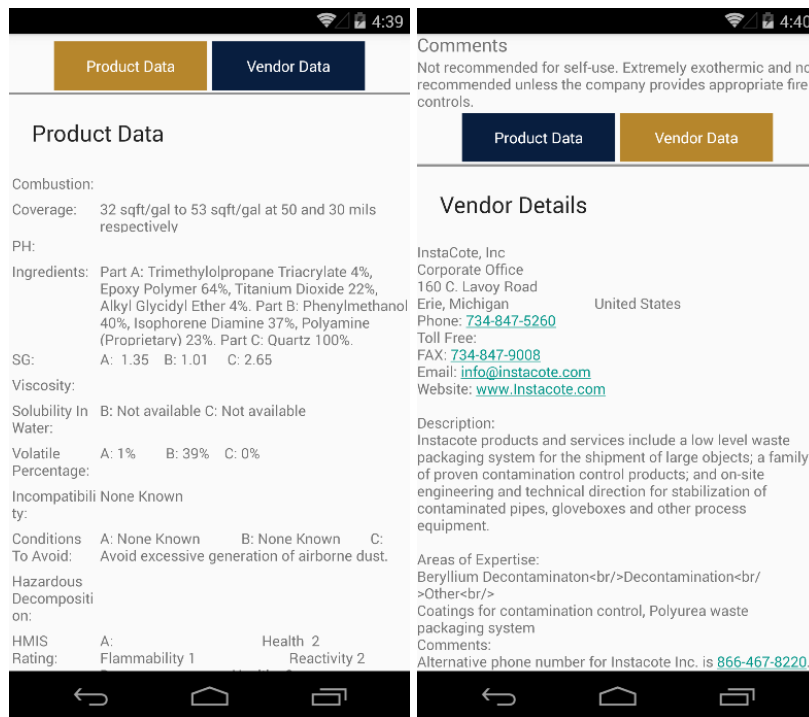 4:39
Product Data
Vendor Data
Product Data
Combustion:
Coverage: 32 sqft/gal to 53 sqft/gal at 50 and 30 mils
respectively
PH:
Ingredients: Part A: Trimethylolpropane Triacrylate 4%,
Epoxy Polymer 64%, Titanium Dioxide 22%,
Alkyl Glycidyl Ether 4%. Part B: Phenylmethanol
40%, Isophorene Diamine 37%, Polyamine
(Proprietary) 23%. Part C: Quartz 100%.
SG: A: 1.35 B: 1.01 C: 2.65
Viscosity:
Solubility In B: Not available C: Not available
Water:
Volatile A: 1% B: 39% C: 0%
Percentage:
Incompatibili None Known
ty:
Conditions A: None Known B: None Known C:
To Avoid: Avoid excessive generation of airborne dust.
Hazardous
Decompositi
on:
HMIS A: Health 2
Rating: Flammability 1 Reactivity 2
4:40
Comments
Not recommended for self-use. Extremely exothermic and no
recommended unless the company provides appropriate fire
controls.
Product Data
Vendor Data
Vendor Details
InstaCote, Inc
Corporate Office
160 C. Lavoy Road
Erie, Michigan United States
Phone: 734-847-5260
Toll Free:
FAX: 734-847-9008
Email: info@instacote.com
Website: www.Instacote.com
Description:
Instacote products and services include a low level waste
packaging system for the shipment of large objects; a family
of proven contamination control products; and on-site
engineering and technical direction for stabilization of
contaminated pipes, gloveboxes and other process
equipment.
Areas of Expertise:
Beryllium Decontaminaton<br/>Decontamination<br/
>Other<br/>
Coatings for contamination control, Polyurea waste
packaging system
Comments:
Alternative phone number for Instacote Inc. is 866-467-8220.